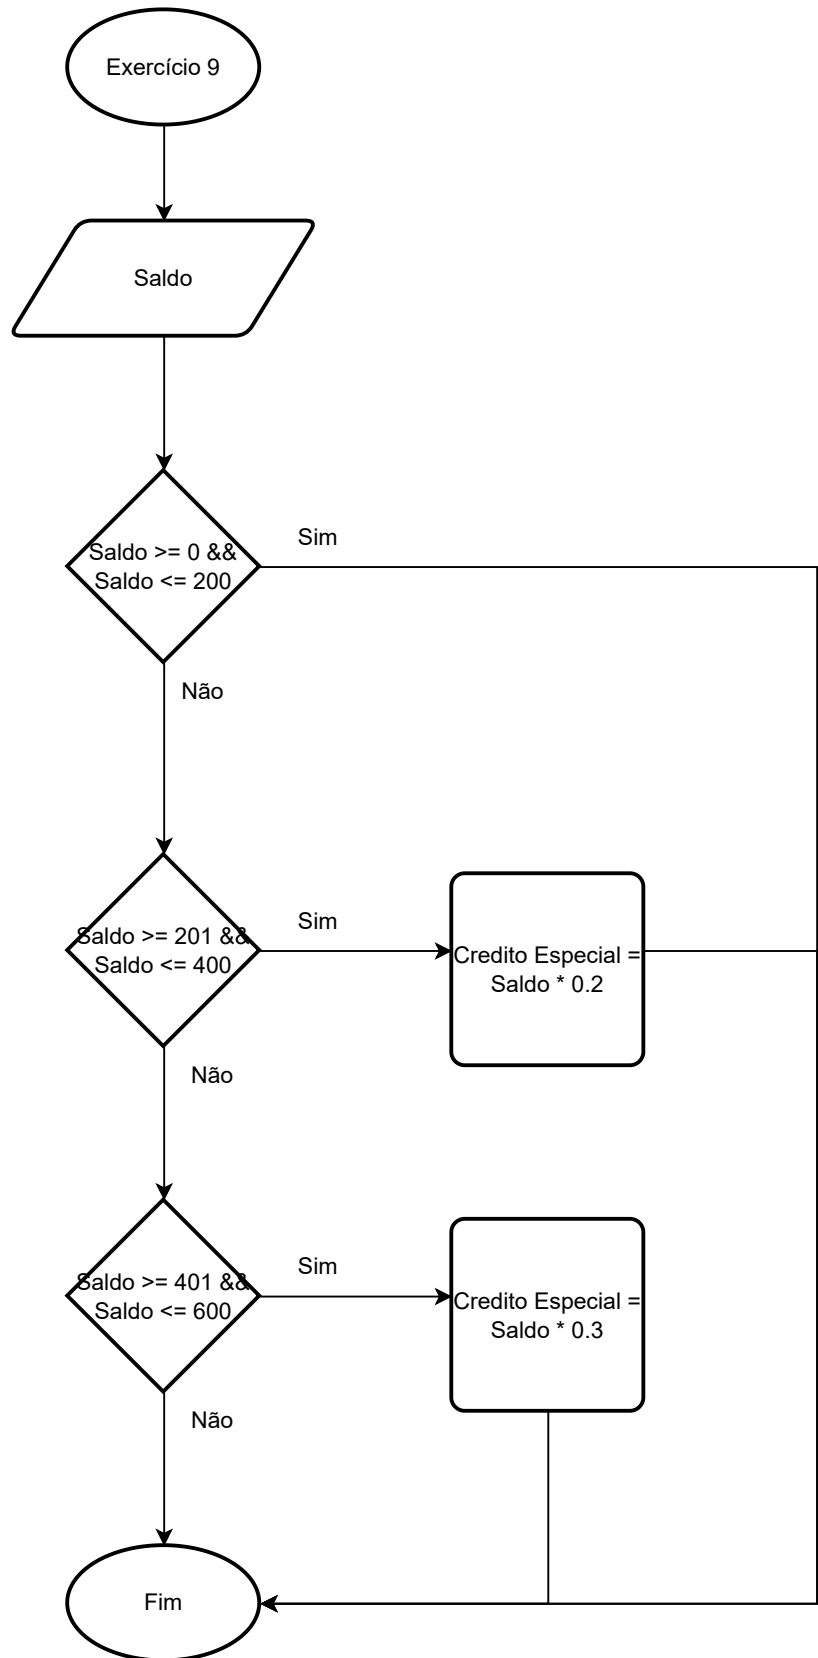 Exercício 9
Saldo
Saldo >= 0 &&
Saldo <= 200
Sim
Não
Saldo >= 201 &&
Saldo <= 400
Sim
Credito Especial =
Saldo * 0.2
Não
Saldo >= 401 &&
Saldo <= 600
Sim
Credito Especial =
Saldo * 0.3
Não
Fim